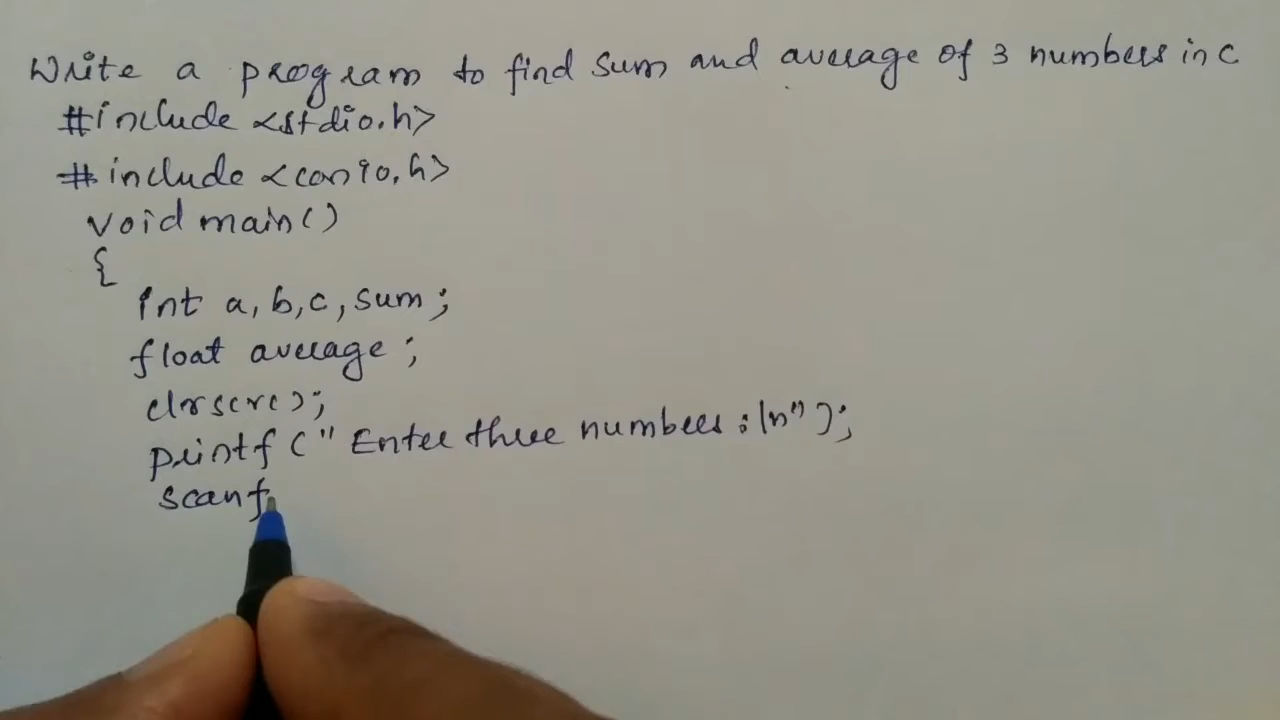 Write a program to find sum and average of 3 numbers in C
#include <stdio.h>
#include <conio.h>
void main()
{
int a, b, c, sum;
float average;
clrscr();
printf("Enter three numbers:\n");
scanf